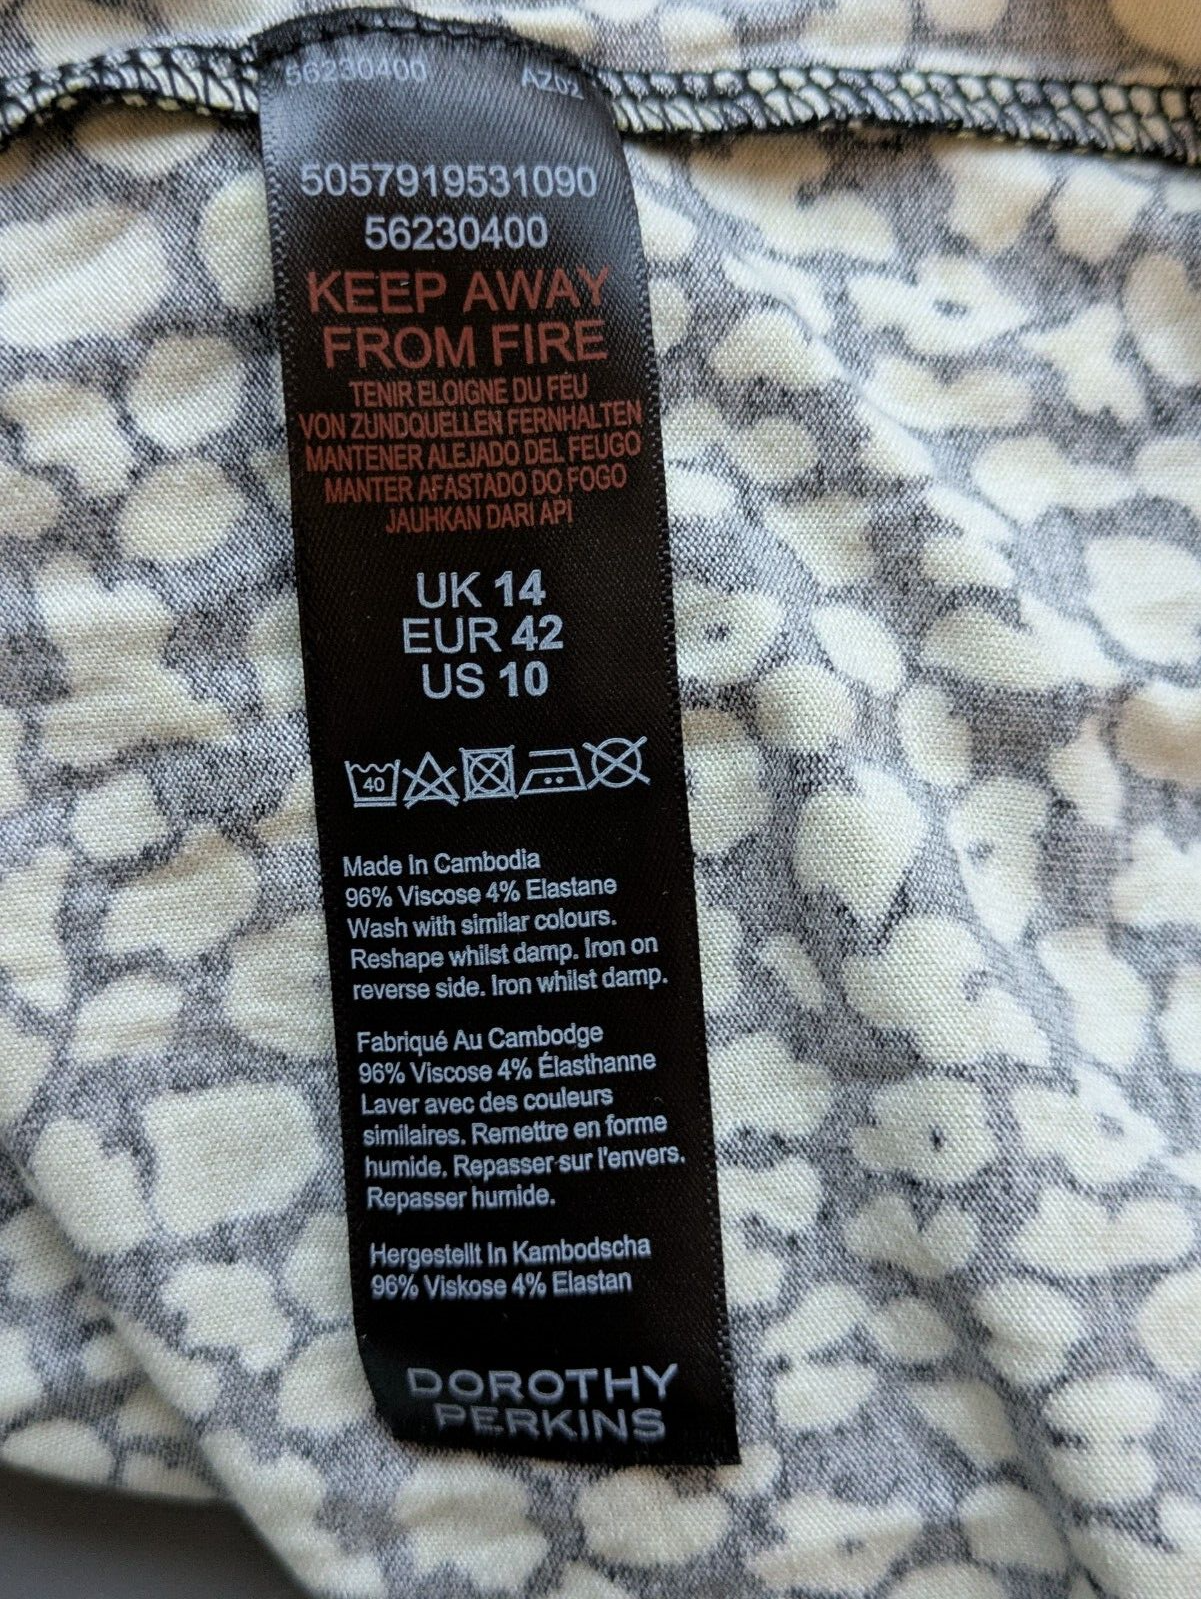 56230400 AZ02
5057919531090
56230400
KEEP AWAY
FROM FIRE
TENIR ELOIGNE DU FEU
VON ZUNDQUELLEN FERNHALTEN
MANTENER ALEJADO DEL FEUGO
MANTER AFASTADO DO FOGO
JAUHKAN DARI API
UK 14
EUR 42
US 10
40
Made In Cambodia
96% Viscose 4% Elastane
Wash with similar colours.
Reshape whilst damp. Iron on
reverse side. Iron whilst damp.
Fabriqué Au Cambodge
96% Viscose 4% Élasthanne
Laver avec des couleurs
similaires. Remettre en forme
humide. Repasser sur l'envers.
Repasser humide.
Hergestellt In Kambodscha
96% Viskose 4% Elastan
DOROTHY
PERKINS